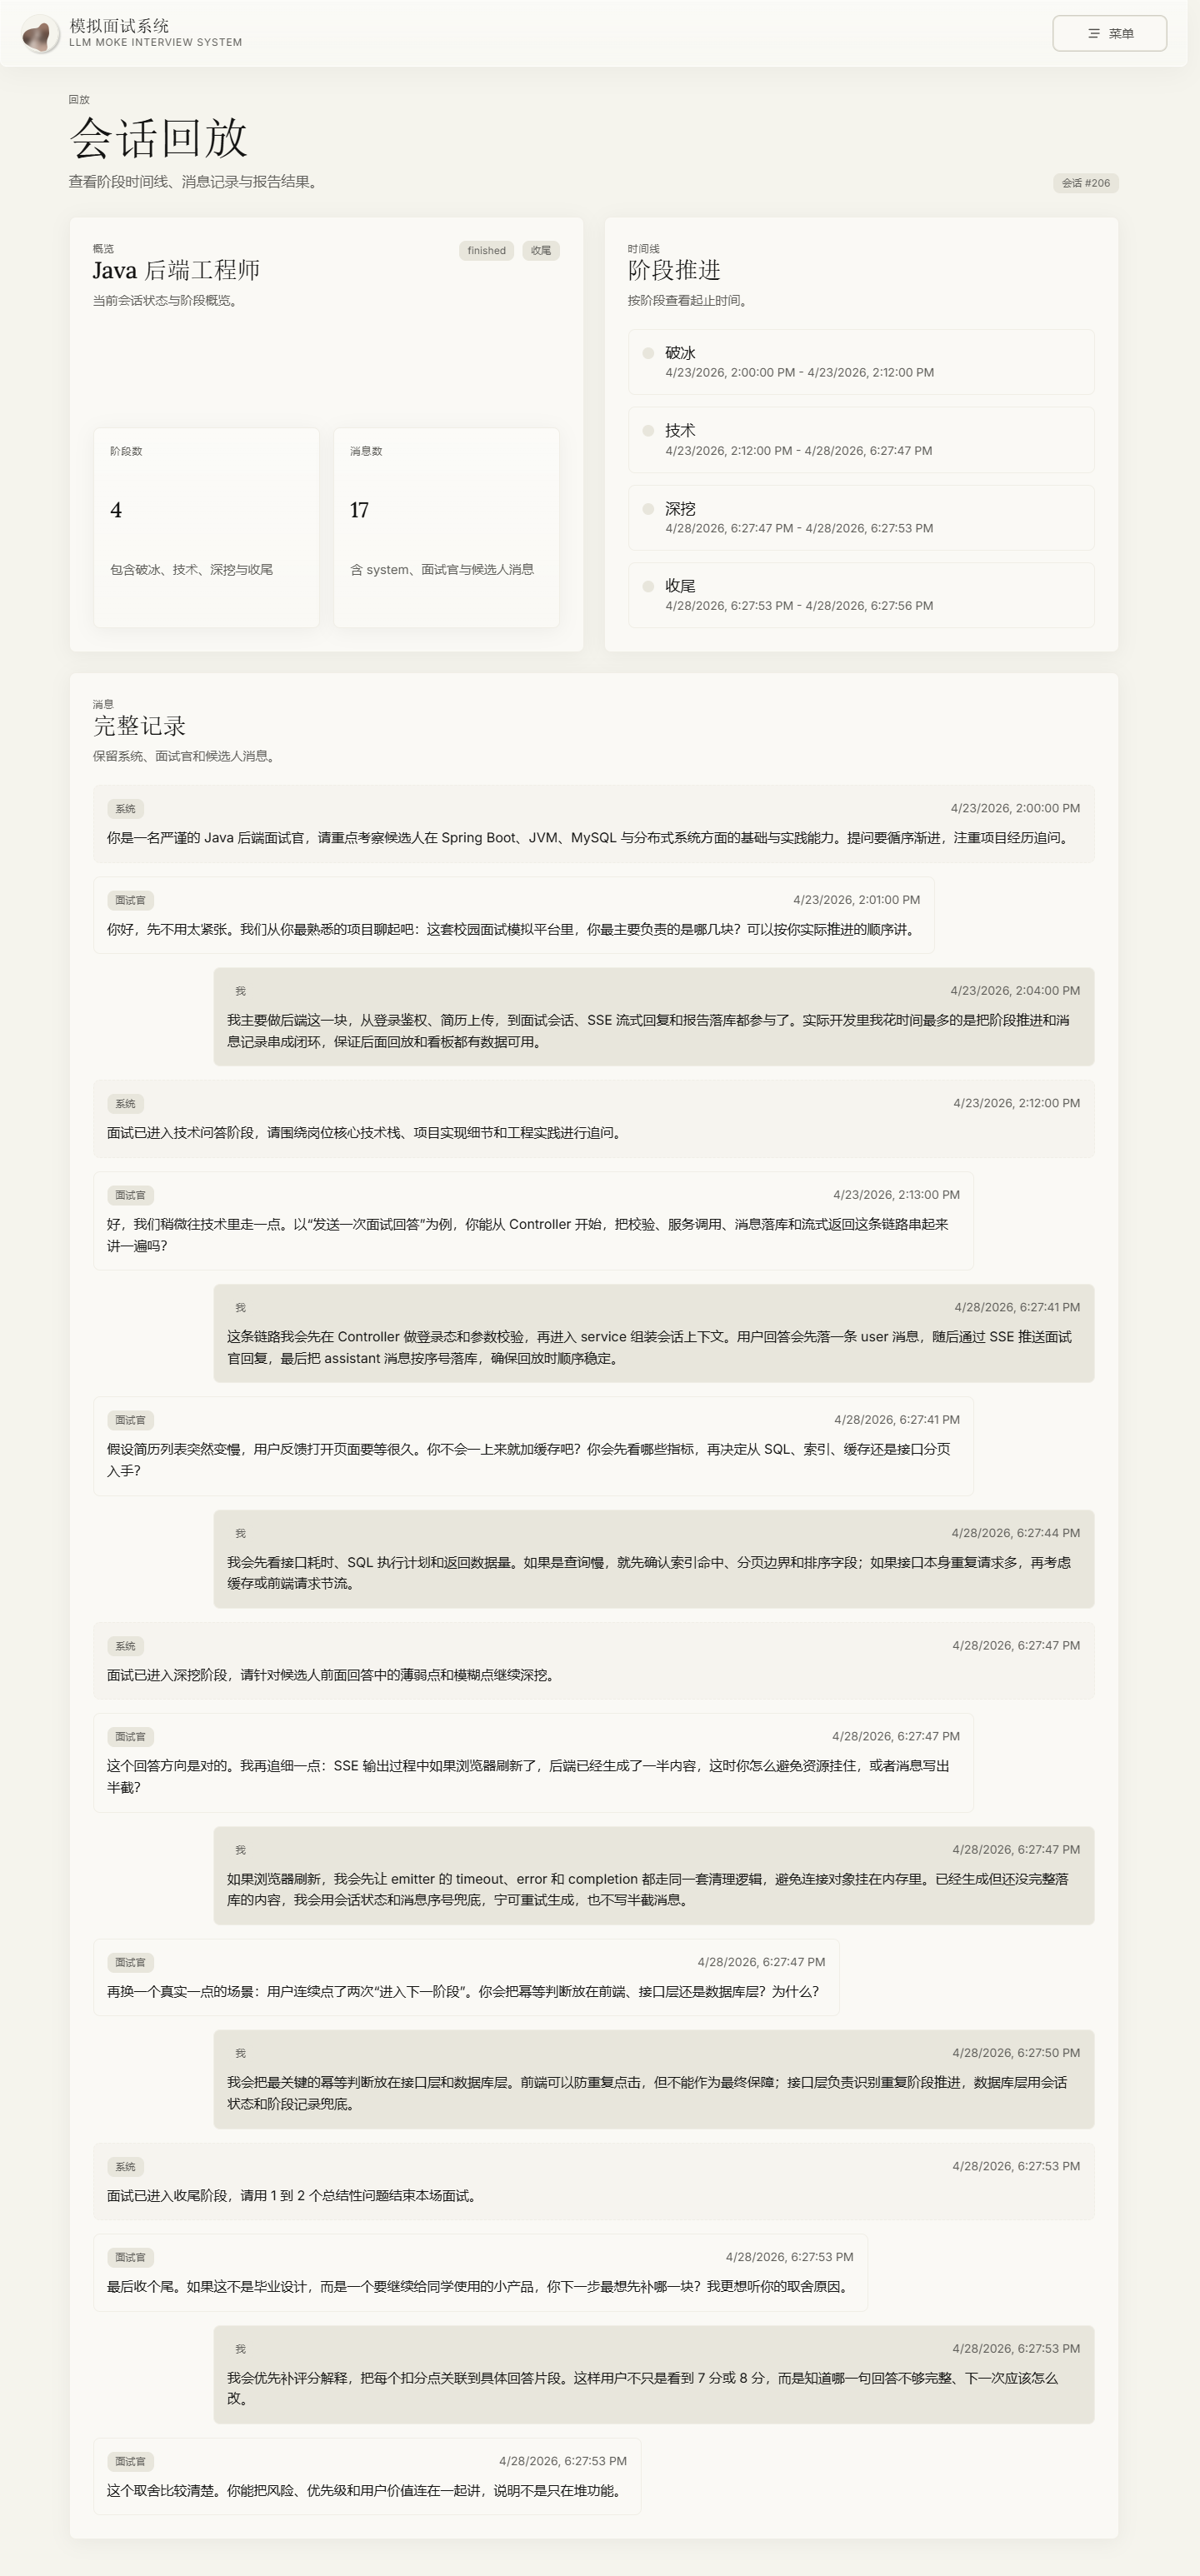 模拟面试系统
LLM MOKE INTERVIEW SYSTEM
菜单
回放
会话回放
查看阶段时间线、消息记录与报告结果。
会话 #206
概览
Java 后端工程师
finished
收尾
当前会话状态与阶段概览。
阶段数
4
包含破冰、技术、深挖与收尾
消息数
17
含 system、面试官与候选人消息
时间线
阶段推进
按阶段查看起止时间。
破冰
4/23/2026, 2:00:00 PM - 4/23/2026, 2:12:00 PM
技术
4/23/2026, 2:12:00 PM - 4/28/2026, 6:27:47 PM
深挖
4/28/2026, 6:27:47 PM - 4/28/2026, 6:27:53 PM
收尾
4/28/2026, 6:27:53 PM - 4/28/2026, 6:27:56 PM
消息
完整记录
保留系统、面试官和候选人消息。
系统
4/23/2026, 2:00:00 PM
你是一名严谨的 Java 后端面试官，请重点考察候选人在 Spring Boot、JVM、MySQL 与分布式系统方面的基础与实践能力。提问要循序渐进，注重项目经历追问。
面试官
4/23/2026, 2:01:00 PM
你好，先不用太紧张。我们从你最熟悉的项目聊起吧：这套校园面试模拟平台里，你最主要负责的是哪几块？可以按你实际推进的顺序讲。
我
4/23/2026, 2:04:00 PM
我主要做后端这一块，从登录鉴权、简历上传，到面试会话、SSE 流式回复和报告落库都参与了。实际开发里我花时间最多的是把阶段推进和消
息记录串成闭环，保证后面回放和看板都有数据可用。
系统
4/23/2026, 2:12:00 PM
面试已进入技术问答阶段，请围绕岗位核心技术栈、项目实现细节和工程实践进行追问。
面试官
4/23/2026, 2:13:00 PM
好，我们稍微往技术里走一点。以“发送一次面试回答”为例，你能从 Controller 开始，把校验、服务调用、消息落库和流式返回这条链路串起来
讲一遍吗？
我
4/28/2026, 6:27:41 PM
这条链路我会先在 Controller 做登录态和参数校验，再进入 service 组装会话上下文。用户回答会先落一条 user 消息，随后通过 SSE 推送面试
官回复，最后把 assistant 消息按序号落库，确保回放时顺序稳定。
面试官
4/28/2026, 6:27:41 PM
假设简历列表突然变慢，用户反馈打开页面要等很久。你不会一上来就加缓存吧？你会先看哪些指标，再决定从 SQL、索引、缓存还是接口分页
入手？
我
4/28/2026, 6:27:44 PM
我会先看接口耗时、SQL 执行计划和返回数据量。如果是查询慢，就先确认索引命中、分页边界和排序字段；如果接口本身重复请求多，再考虑
缓存或前端请求节流。
系统
4/28/2026, 6:27:47 PM
面试已进入深挖阶段，请针对候选人前面回答中的薄弱点和模糊点继续深挖。
面试官
4/28/2026, 6:27:47 PM
这个回答方向是对的。我再追细一点：SSE 输出过程中如果浏览器刷新了，后端已经生成了一半内容，这时你怎么避免资源挂住，或者消息写出
半截？
我
4/28/2026, 6:27:47 PM
如果浏览器刷新，我会先让 emitter 的 timeout、error 和 completion 都走同一套清理逻辑，避免连接对象挂在内存里。已经生成但还没完整落
库的内容，我会用会话状态和消息序号兜底，宁可重试生成，也不写半截消息。
面试官
4/28/2026, 6:27:47 PM
再换一个真实一点的场景：用户连续点了两次“进入下一阶段”。你会把幂等判断放在前端、接口层还是数据库层？为什么？
我
4/28/2026, 6:27:50 PM
我会把最关键的幂等判断放在接口层和数据库层。前端可以防重复点击，但不能作为最终保障；接口层负责识别重复阶段推进，数据库层用会话
状态和阶段记录兜底。
系统
4/28/2026, 6:27:53 PM
面试已进入收尾阶段，请用 1 到 2 个总结性问题结束本场面试。
面试官
4/28/2026, 6:27:53 PM
最后收个尾。如果这不是毕业设计，而是一个要继续给同学使用的小产品，你下一步最想先补哪一块？我更想听你的取舍原因。
我
4/28/2026, 6:27:53 PM
我会优先补评分解释，把每个扣分点关联到具体回答片段。这样用户不只是看到 7 分或 8 分，而是知道哪一句回答不够完整、下一次应该怎么
改。
面试官
4/28/2026, 6:27:53 PM
这个取舍比较清楚。你能把风险、优先级和用户价值连在一起讲，说明不是只在堆功能。